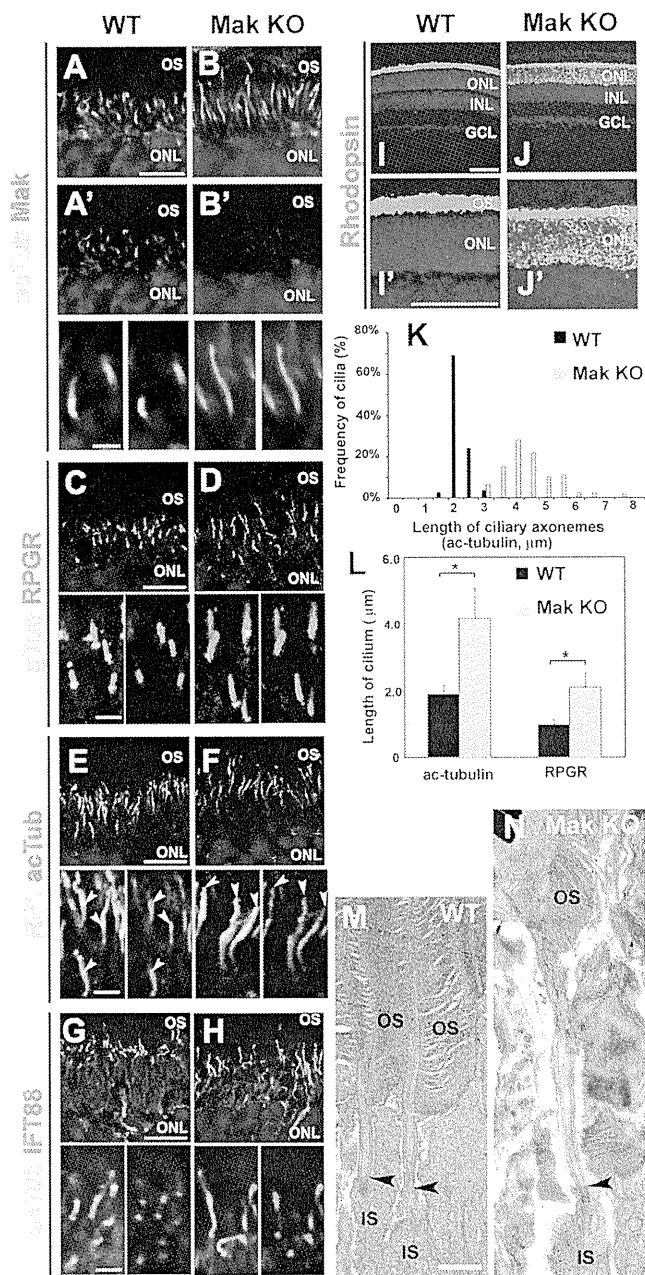 WT Mak KO
A B
OS OS
ONL ONL
A' B'
OS OS
ONL ONL
Mak
C D
OS OS
ONL ONL
RPGR
E F
OS OS
ONL ONL
acTub
G H
OS OS
ONL ONL
IFT88
WT Mak KO
Rhodopsin
ONL ONL
INL INL
GCL GCL
I J
OS OS
ONL ONL
I' J'
K
WT
Mak KO
Frequency of cilia (%)
80%
60%
40%
20%
0%
0 1 2 3 4 5 6 7 8
Length of ciliary axonemes
(ac-tubulin, μm)
L
WT
Mak KO
Length of cilium ( μm)
6.0
4.0
2.0
0
* *
ac-tubulin RPGR
M WT
OS OS
IS IS
N Mak KO
OS
IS